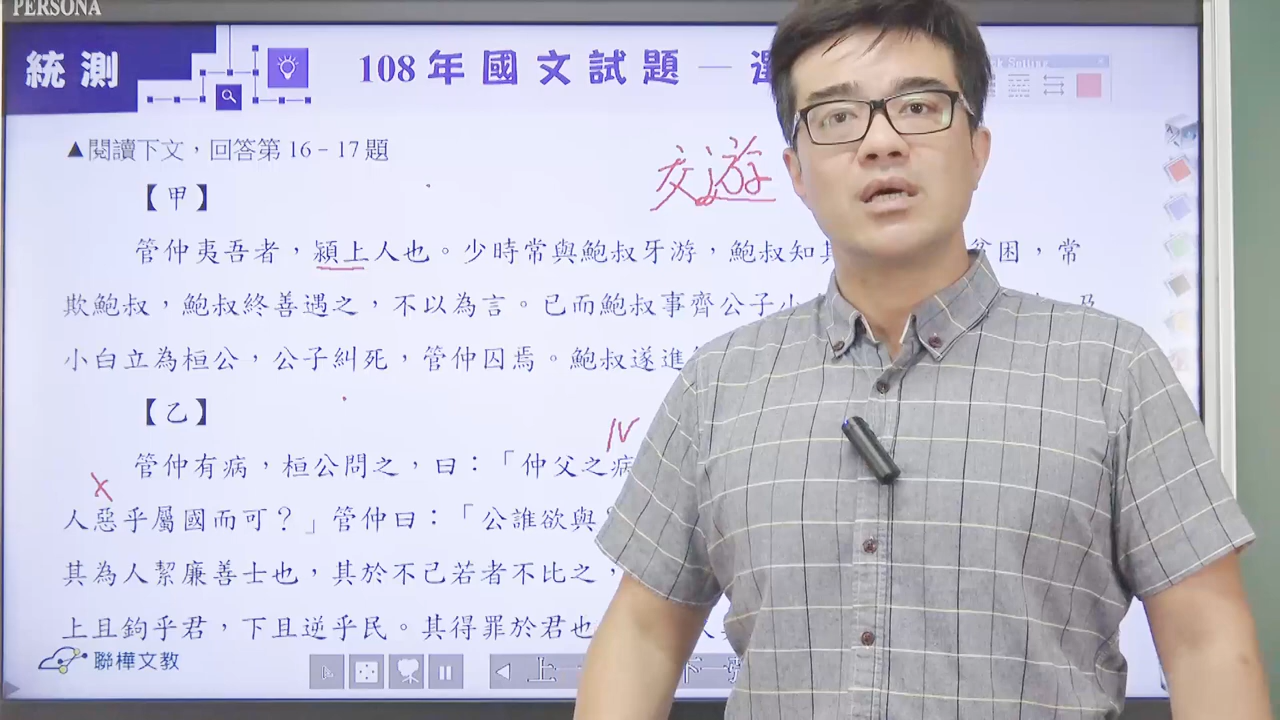 PERSONA
統測
108年國文試題—
▲閱讀下文，回答第16－17題
交遊
【甲】
管仲夷吾者，潁上人也。少時常與鮑叔牙游，鮑叔知其 貧困，常
欺鮑叔，鮑叔終善遇之，不以為言。已而鮑叔事齊公子小 及
小白立為桓公，公子糾死，管仲囚焉。鮑叔遂進
【乙】
IV
管仲有病，桓公問之，曰：「仲父之病
X
人惡乎屬國而可？」管仲曰：「公誰欲與
其為人絜廉善士也，其於不己若者不比之，
上且鉤乎君，下且逆乎民。其得罪於君也
聯樺文教
上一
下一